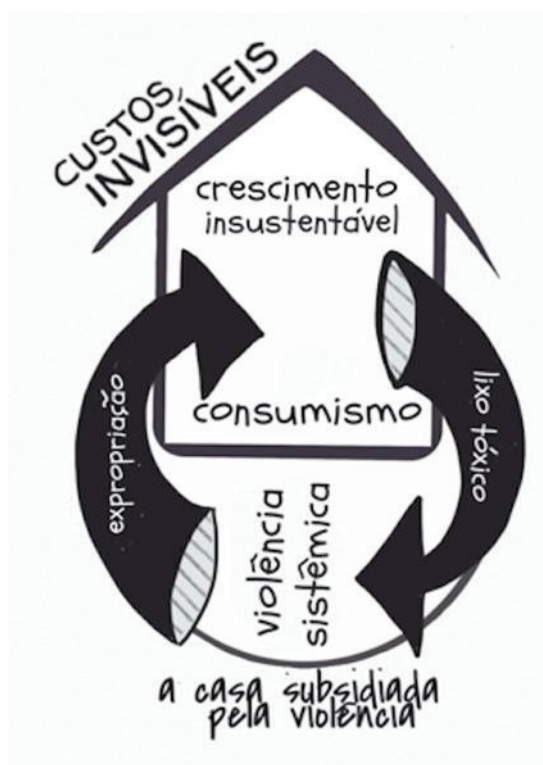 CUSTOS
INVISÍVEIS
crescimento
insustentável
expropriação
lixo tóxico
consumismo
violência
sistêmica
a casa subsidiada
pela violência